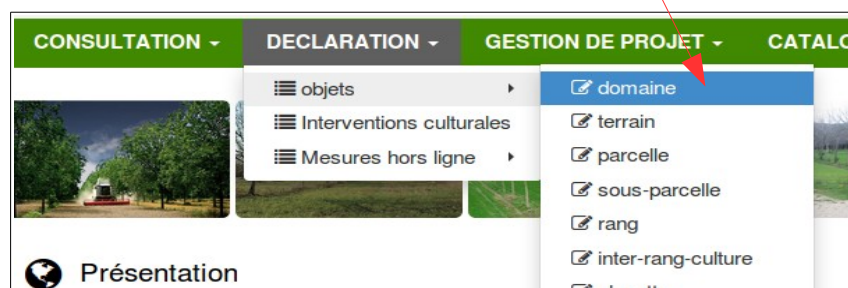 CONSULTATION DECLARATION GESTION DE PROJET CATALO
objets
Interventions culturales
Mesures hors ligne
domaine
terrain
parcelle
sous-parcelle
rang
inter-rang-culture
Présentation